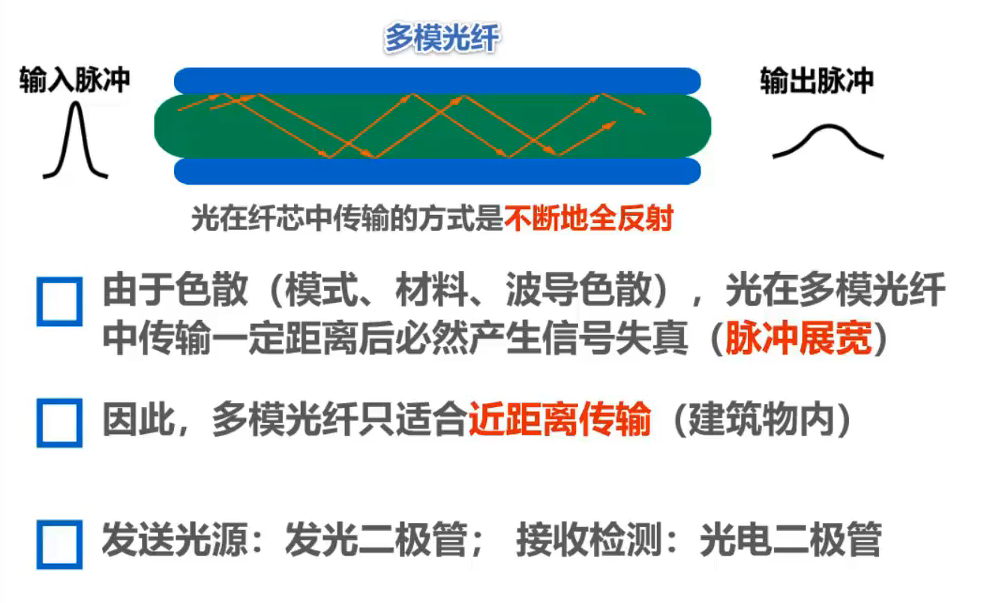 多模光纤
输入脉冲
输出脉冲
光在纤芯中传输的方式是不断地全反射
由于色散（模式、材料、波导色散），光在多模光纤
中传输一定距离后必然产生信号失真（脉冲展宽）
因此，多模光纤只适合近距离传输（建筑物内）
发送光源：发光二极管； 接收检测：光电二极管